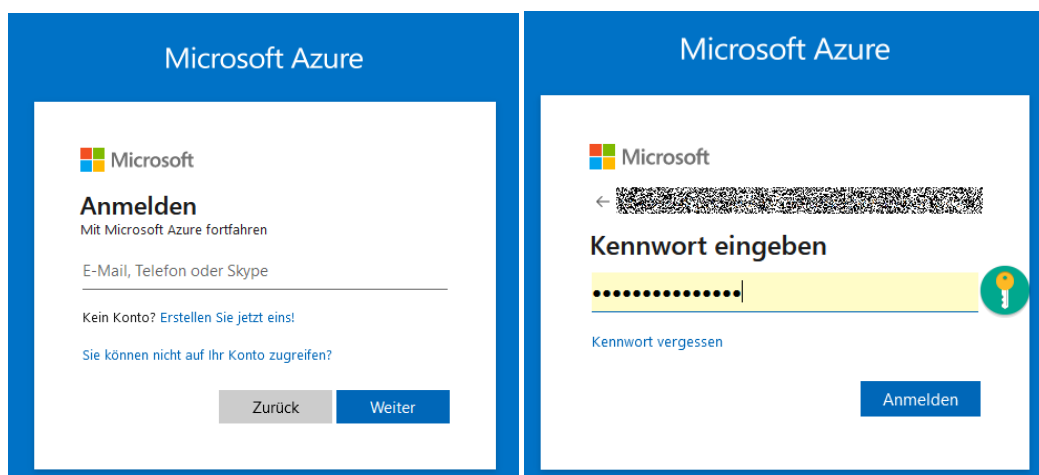 Microsoft Azure
Microsoft
Anmelden
Mit Microsoft Azure fortfahren
E-Mail, Telefon oder Skype
Kein Konto? Erstellen Sie jetzt eins!
Sie können nicht auf Ihr Konto zugreifen?
Zurück
Weiter
Microsoft Azure
Microsoft
Kennwort eingeben
Kennwort vergessen
Anmelden